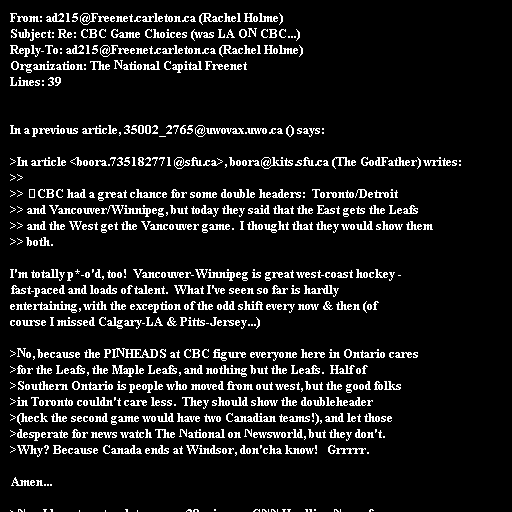 From: ad215@Freenet.carleton.ca (Rachel Holme)
Subject: Re: CBC Game Choices (was LA ON CBC...)
Reply-To: ad215@Freenet.carleton.ca (Rachel Holme)
Organization: The National Capital Freenet
Lines: 39
In a previous article, 35002_2765@uwovax.uwo.ca () says:
>In article <boora.735182771@sfu.ca>, boora@kits.sfu.ca (The GodFather) writes:
>>
>> CBC had a great chance for some double headers:  Toronto/Detroit
>> and Vancouver/Winnipeg, but today they said that the East gets the Leafs
>> and the West get the Vancouver game.  I thought that they would show them
>> both.
I'm totally p*-o'd, too!  Vancouver-Winnipeg is great west-coast hockey -
fast-paced and loads of talent.  What I've seen so far is hardly
entertaining, with the exception of the odd shift every now & then (of
course I missed Calgary-LA & Pitts-Jersey...)
>No, because the PINHEADS at CBC figure everyone here in Ontario cares
>for the Leafs, the Maple Leafs, and nothing but the Leafs.  Half of
>Southern Ontario is people who moved from out west, but the good folks
>in Toronto couldn't care less.  They should show the doubleheader
>(heck the second game would have two Canadian teams!), and let those
>desperate for news watch The National on Newsworld, but they don't.
>Why? Because Canada ends at Windsor, don'cha know!   Grrrrr.
Amen...